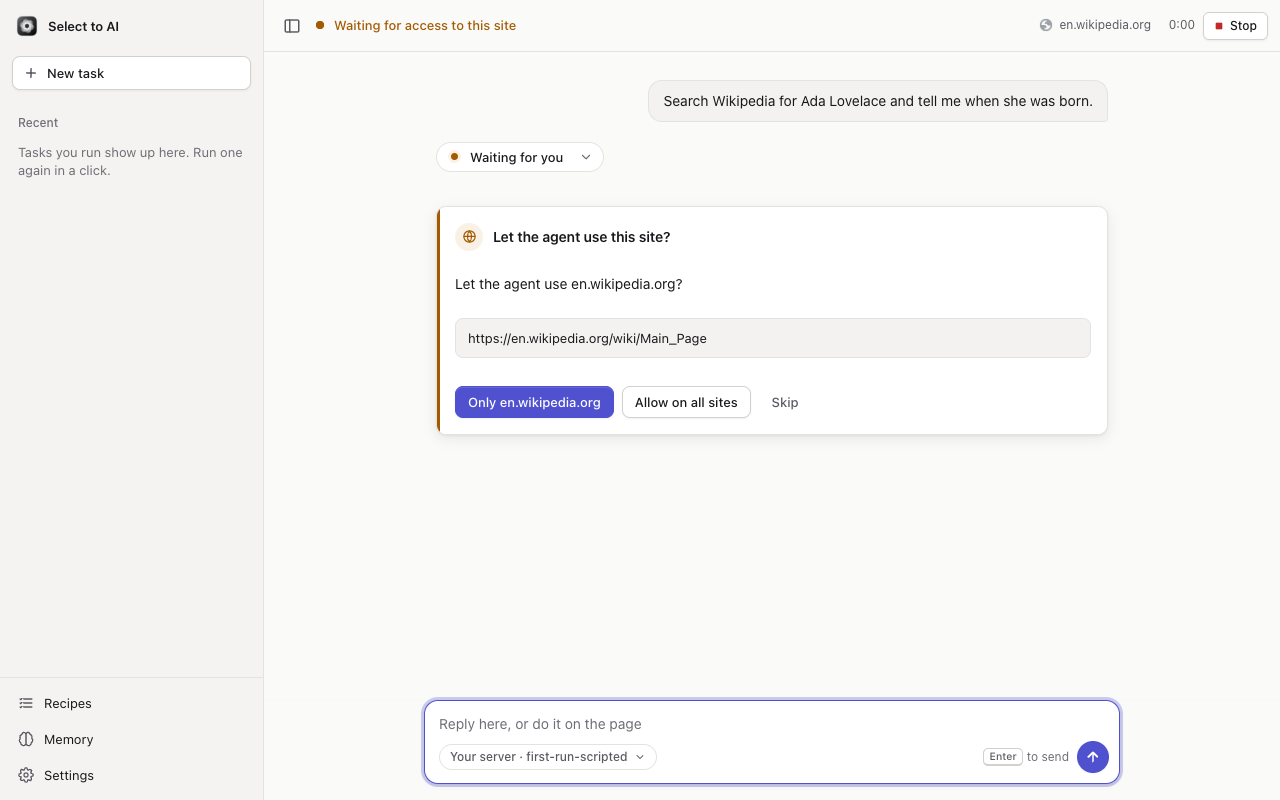 Select to AI
New task
Recent
Tasks you run show up here. Run one
again in a click.
Recipes
Memory
Settings
Waiting for access to this site
en.wikipedia.org
0:00
Stop
Search Wikipedia for Ada Lovelace and tell me when she was born.
Waiting for you
Let the agent use this site?
Let the agent use en.wikipedia.org?
https://en.wikipedia.org/wiki/Main_Page
Only en.wikipedia.org
Allow on all sites
Skip
Reply here, or do it on the page
Your server · first-run-scripted
Enter to send